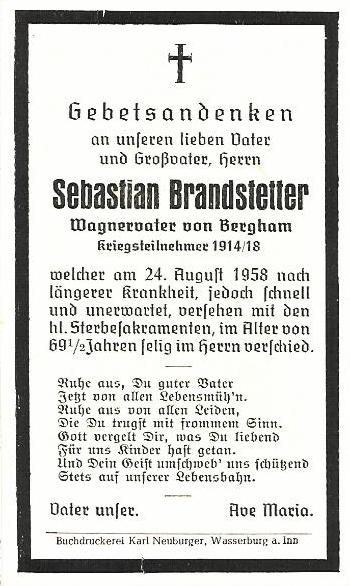 Gebetsandenken
an unseren lieben Vater
und Großvater, Herrn
Sebastian Brandstetter
Wagnervater von Bergham
Kriegsteilnehmer 1914/18
welcher am 24. August 1958 nach
längerer Krankheit, jedoch schnell
und unerwartet, versehen mit den
hl. Sterbesakramenten, im Alter von
69½ Jahren selig im Herrn verschied.
Ruhe aus, Du guter Vater
Jetzt von allen Lebensmüh'n.
Ruhe aus von allen Leiden,
Die Du trugst mit frommem Sinn.
Gott vergelt Dir, was Du liebend
Für uns Kinder hast getan.
Und Dein Geist umschweb' uns schützend
Stets auf unserer Lebensbahn.
Vater unser. Ave Maria.
Buchdruckerei Karl Neuburger, Wasserburg a. Inn